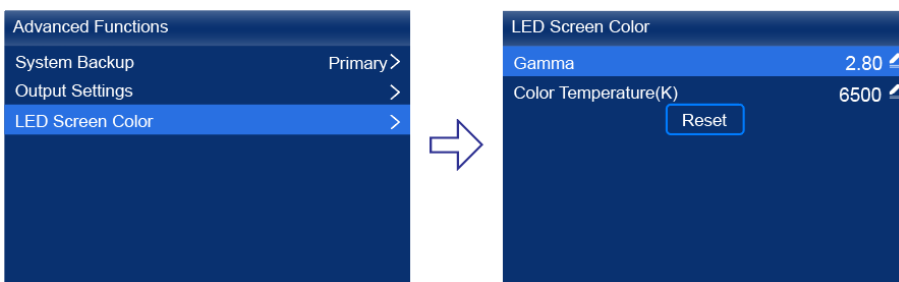 Advanced Functions
System Backup Primary>
Output Settings >
LED Screen Color >
LED Screen Color
Gamma 2.80
Color Temperature(K) 6500
Reset